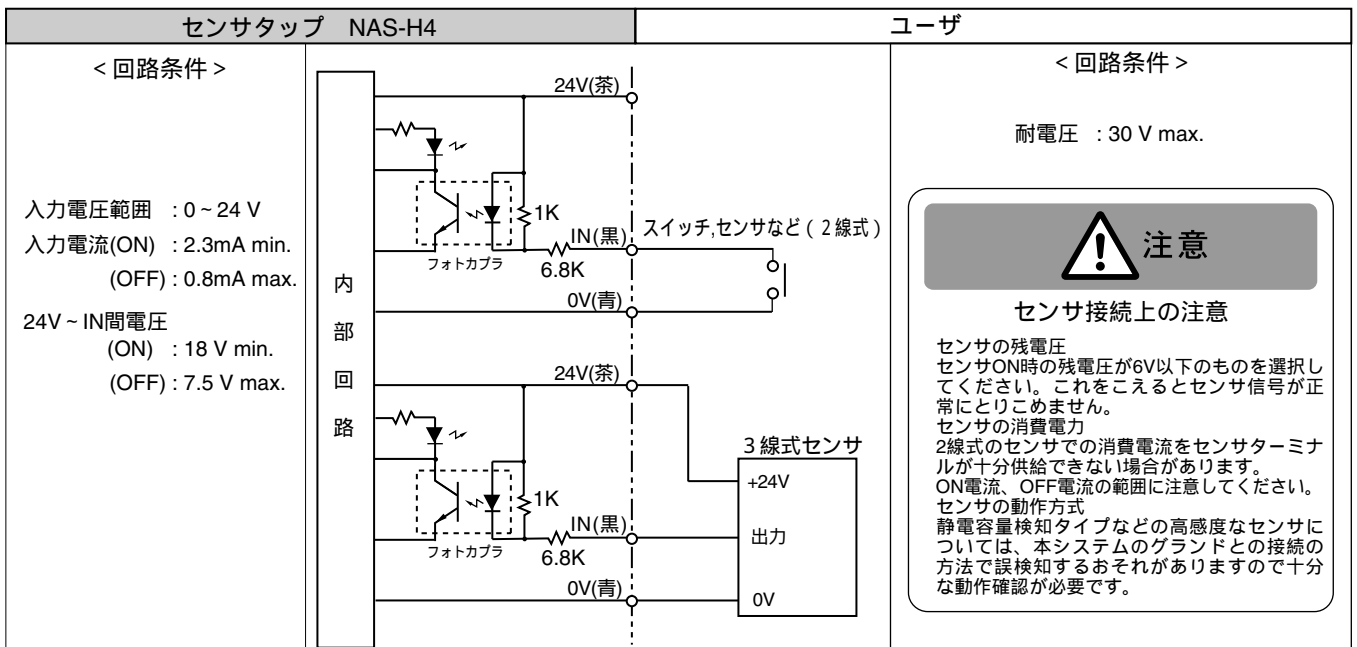 センサタップ NAS-H4
ユーザ
< 回路条件 >
入力電圧範囲 : 0 ~ 24 V
入力電流(ON) : 2.3mA min.
(OFF) : 0.8mA max.
24V ~ IN間電圧
(ON) : 18 V min.
(OFF) : 7.5 V max.
内部回路
24V(茶)
1K
IN(黒)
6.8K
フォトカプラ
0V(青)
スイッチ,センサなど（２線式）
24V(茶)
1K
IN(黒)
6.8K
フォトカプラ
0V(青)
３線式センサ
+24V
出力
0V
< 回路条件 >
耐電圧 : 30 V max.
注意
センサ接続上の注意
センサの残電圧
センサON時の残電圧が6V以下のものを選択し
てください。これをこえるとセンサ信号が正
常にとりこめません。
センサの消費電力
2線式のセンサでの消費電流をセンサターミナ
ルが十分供給できない場合があります。
ON電流、OFF電流の範囲に注意してください。
センサの動作方式
静電容量検知タイプなどの高感度なセンサに
ついては、本システムのグランドとの接続の
方法で誤検知するおそれがありますので十分
な動作確認が必要です。